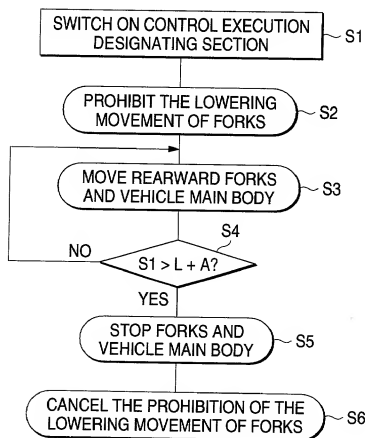 SWITCH ON CONTROL EXECUTION
DESIGNATING SECTION
S1
PROHIBIT THE LOWERING
MOVEMENT OF FORKS
S2
MOVE REARWARD FORKS
AND VEHICLE MAIN BODY
S3
S4
NO
S1 > L + A?
YES
STOP FORKS AND
VEHICLE MAIN BODY
S5
CANCEL THE PROHIBITION OF THE
LOWERING MOVEMENT OF FORKS
S6